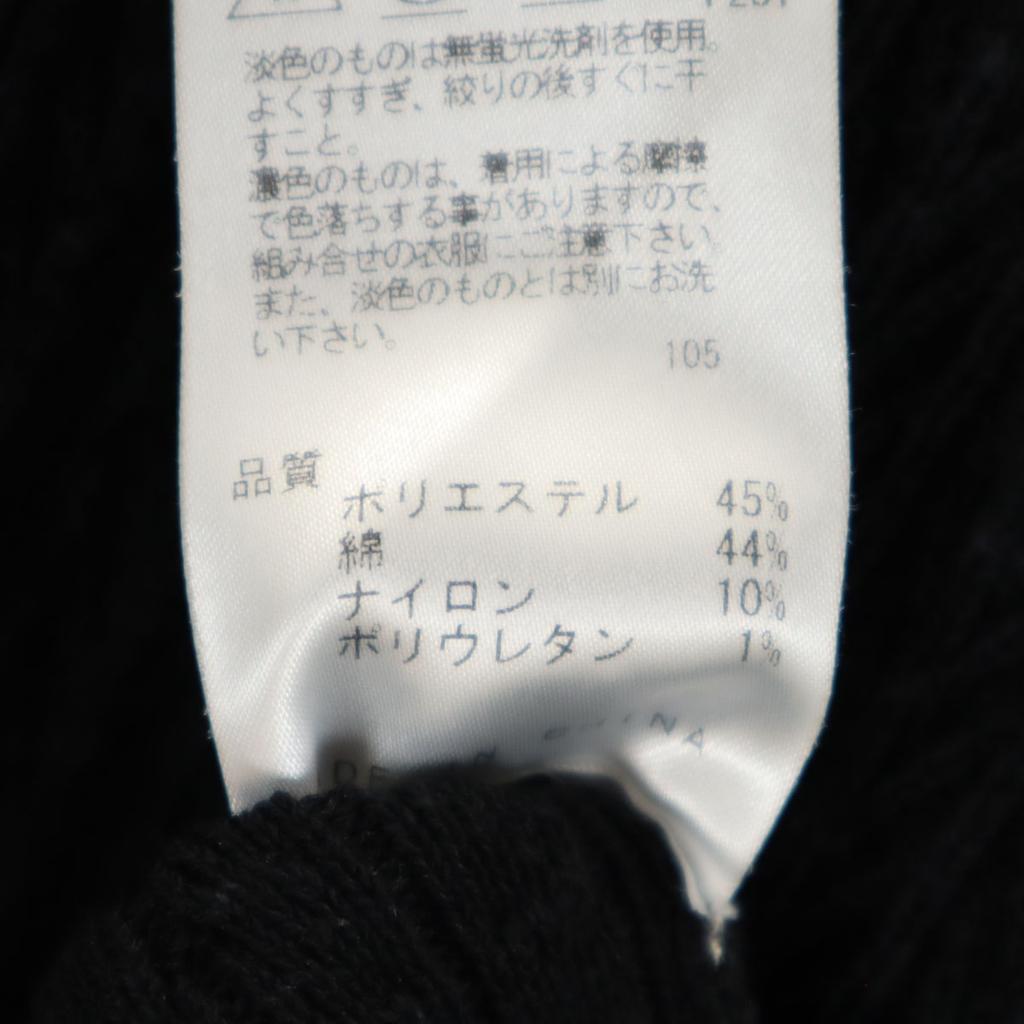 淡色のものは無蛍光洗剤を使用。
よくすすぎ、絞りの後すぐに干
すこと。
濃色のものは、着用による摩擦
で色落ちする事がありますので、
組み合せの衣服にご注意下さい。
また、淡色のものとは別にお洗
い下さい。
105
品質
ポリエステル 45%
綿 44%
ナイロン 10%
ポリウレタン 1%